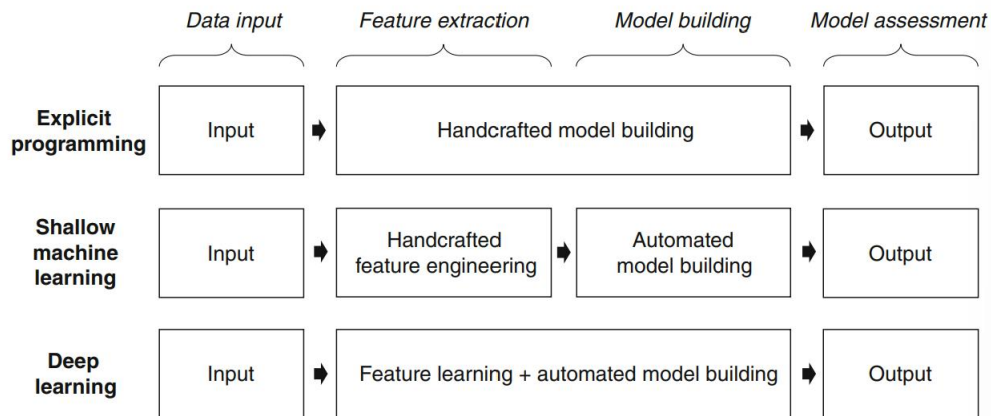 Data input Feature extraction Model building Model assessment
Explicit
programming
Input
Handcrafted model building
Output
Shallow
machine
learning
Input
Handcrafted
feature engineering
Automated
model building
Output
Deep
learning
Input
Feature learning + automated model building
Output